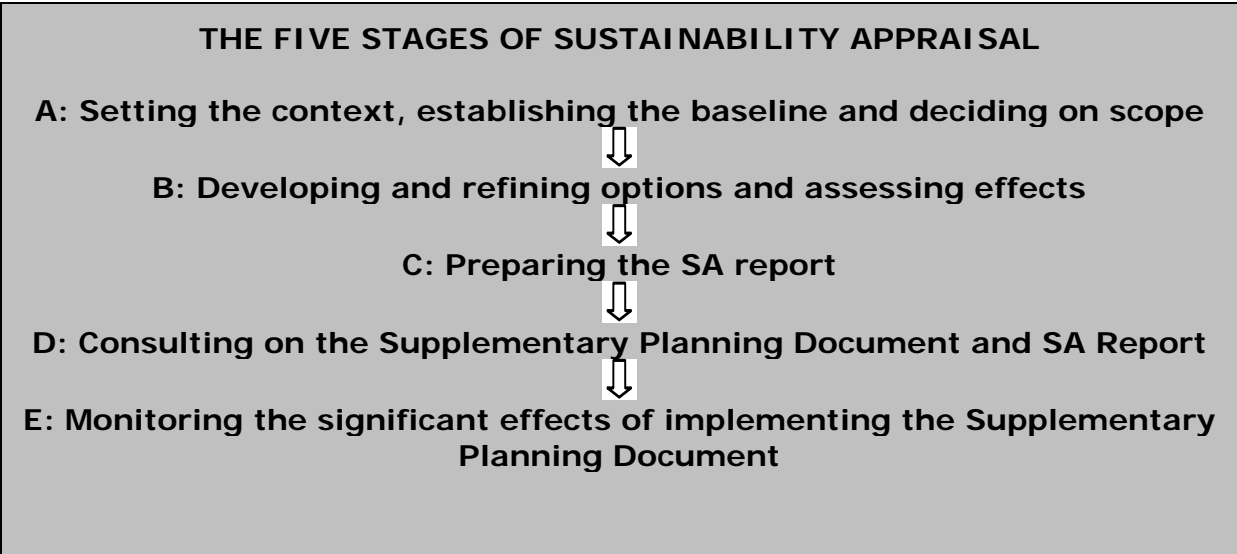 THE FIVE STAGES OF SUSTAINABILITY APPRAISAL
A: Setting the context, establishing the baseline and deciding on scope
B: Developing and refining options and assessing effects
C: Preparing the SA report
D: Consulting on the Supplementary Planning Document and SA Report
E: Monitoring the significant effects of implementing the Supplementary
Planning Document